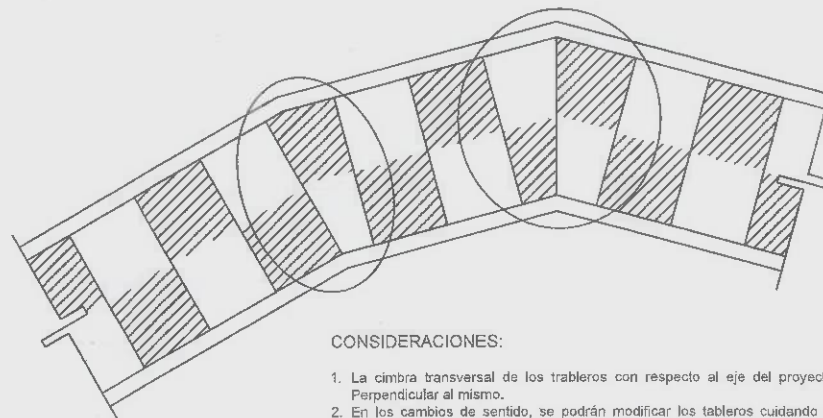 CONSIDERACIONES:
1. La cimbra transversal de los trableros con respecto al eje del proyec
Perpendicular al mismo.
2. En los cambios de sentido, se podrán modificar los tableros cuidando